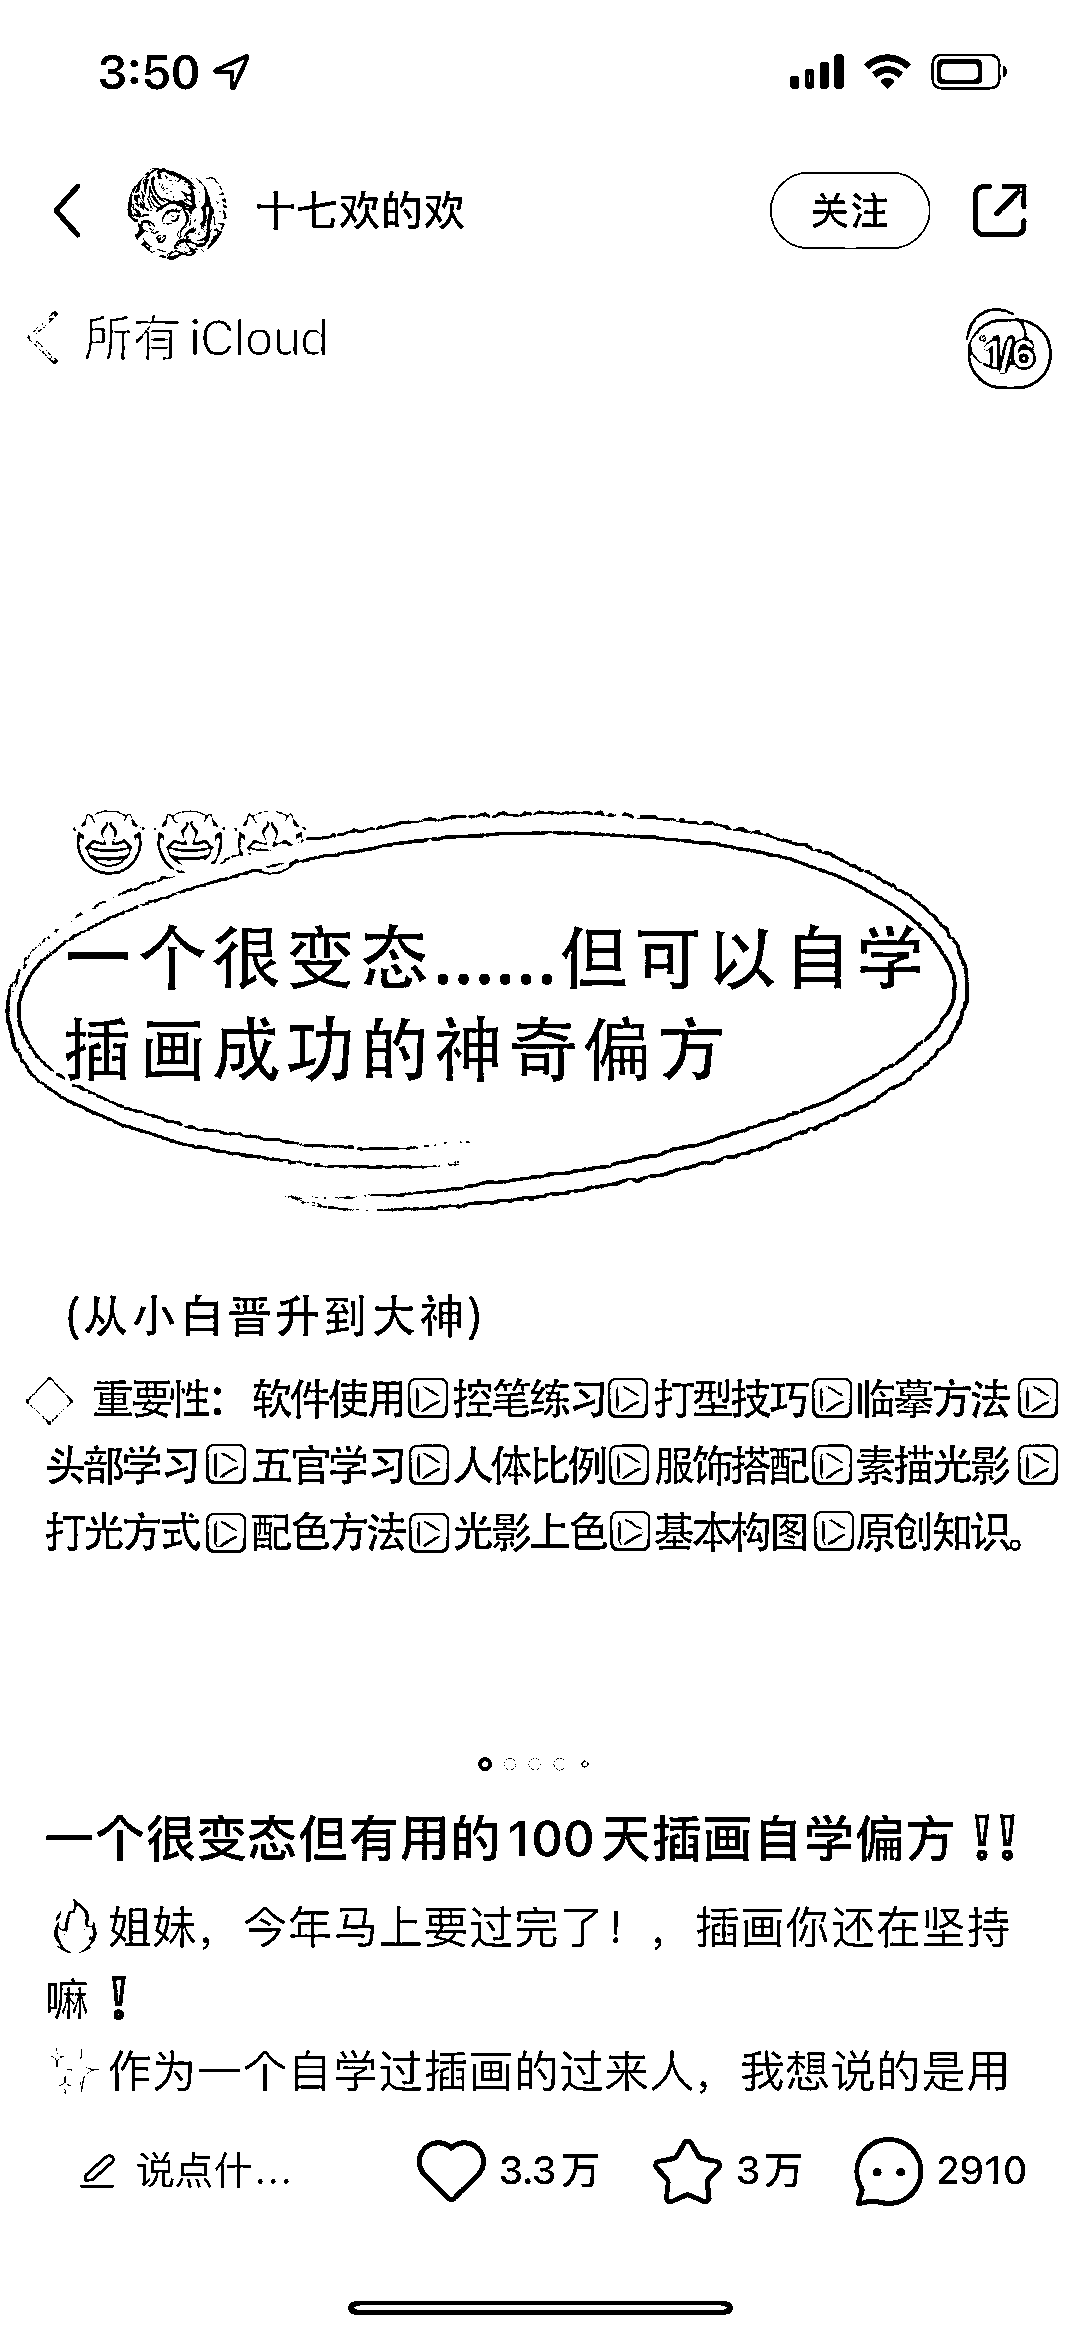 3:50
十七欢的欢
关注
所有 iCloud
1/6
一个很变态......但可以自学
插画成功的神奇偏方
(从小白晋升到大神)
重要性：软件使用▷控笔练习▷打型技巧▷临摹方法▷
头部学习▷五官学习▷人体比例▷服饰搭配▷素描光影▷
打光方式▷配色方法▷光影上色▷基本构图▷原创知识。
一个很变态但有用的100天插画自学偏方‼️
🔥姐妹，今年马上要过完了！，插画你还在坚持
嘛❗
✨作为一个自学过插画的过来人，我想说的是用
说点什...
3.3万
3万
2910